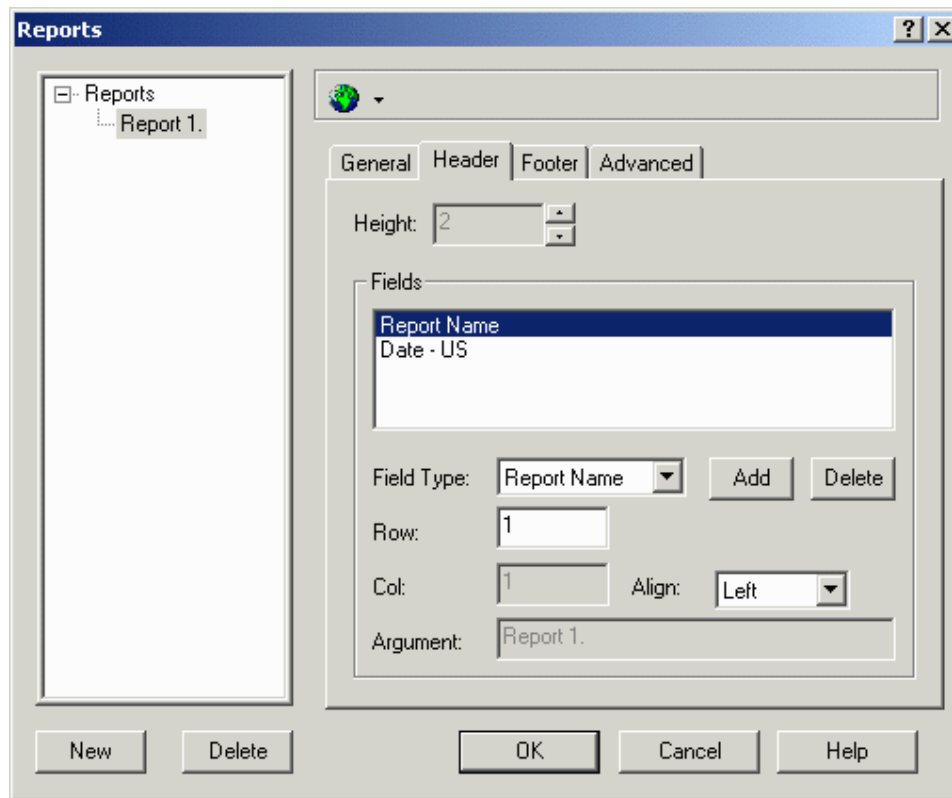 Reports
Reports
Report 1.
General Header Footer Advanced
Height: 2
Fields
Report Name
Date - US
Field Type: Report Name Add Delete
Row: 1
Col: 1 Align: Left
Argument: Report 1.
New Delete OK Cancel Help